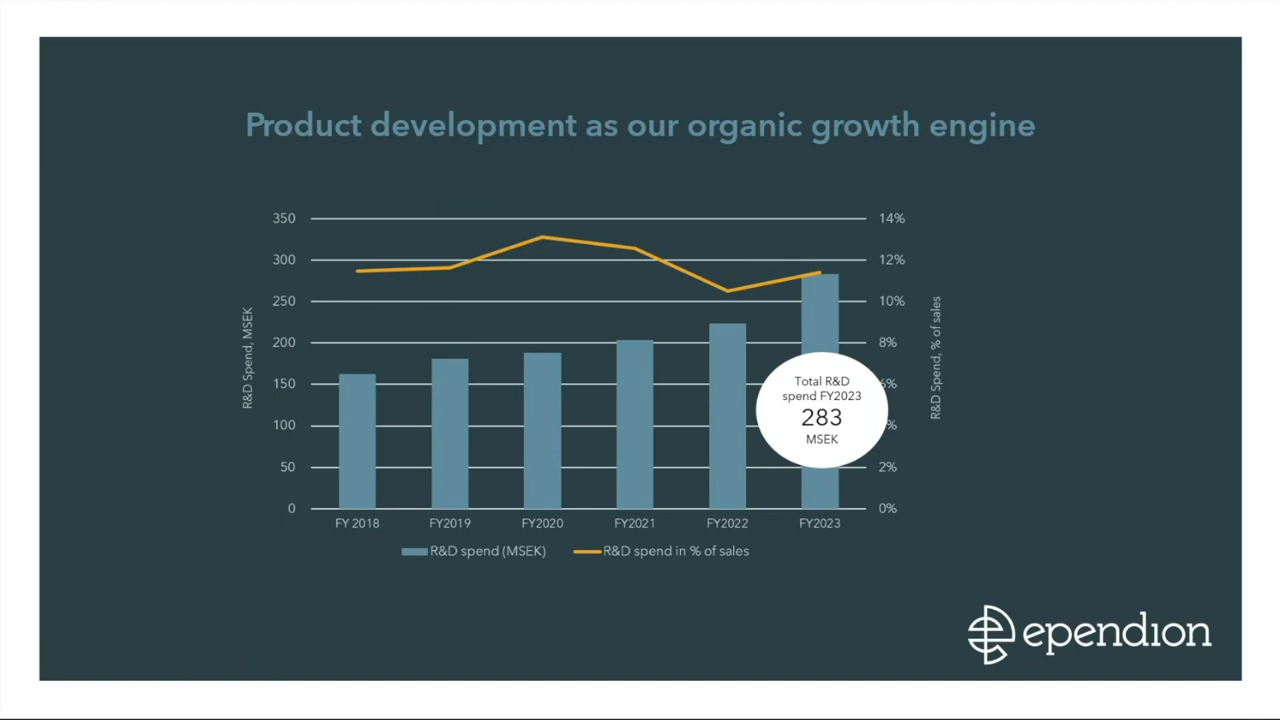 Product development as our organic growth engine
R&D Spend, MSEK
350
300
250
200
150
100
50
0
14%
12%
10%
8%
6%
%
2%
0%
R&D Spend, % of sales
Total R&D
spend FY2023
283
MSEK
FY 2018
FY2019
FY2020
FY2021
FY2022
FY2023
R&D spend (MSEK)
R&D spend in % of sales
ependion